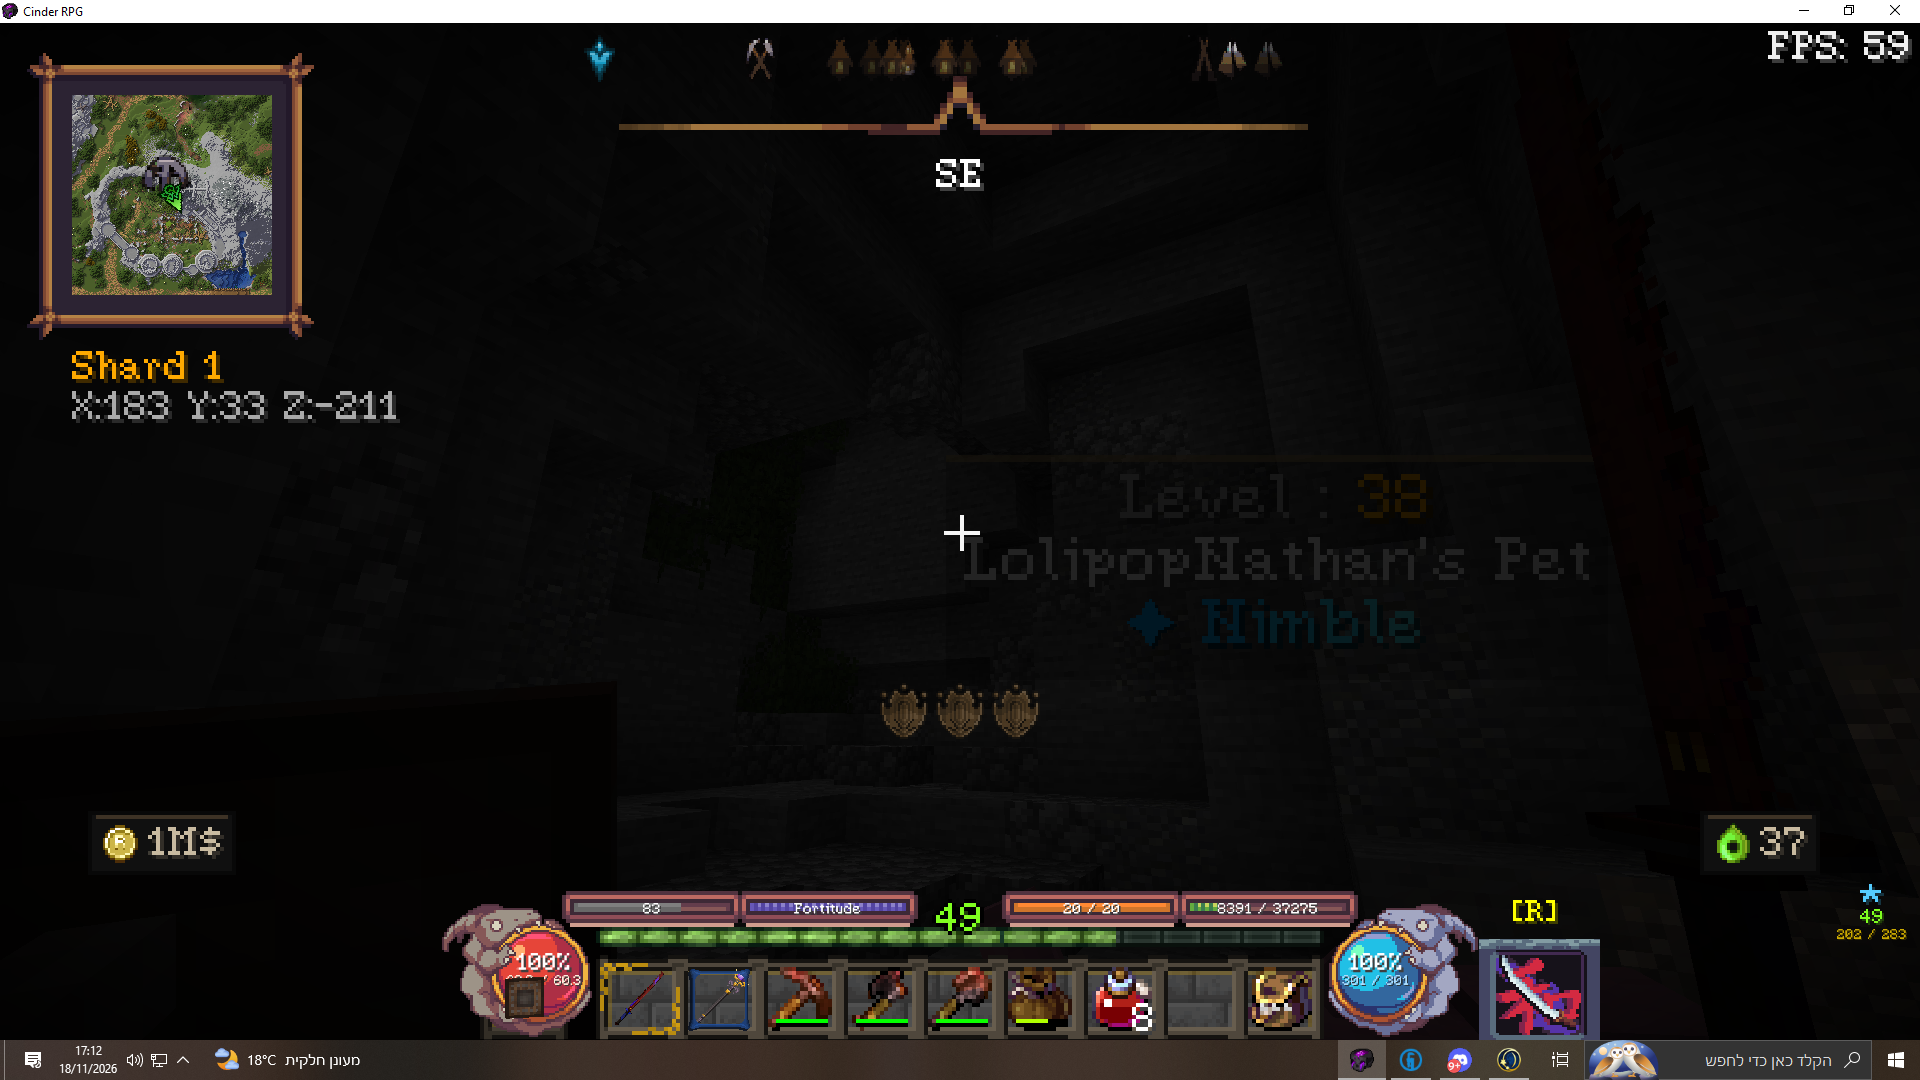 Cinder RPG
FPS: 59
SE
Shard 1
X:183 Y:33 Z:-211
Level : 38
LolipopNathan's Pet
Nimble
1M$
37
83
Fortitude
49
20 / 20
8391 / 37275
[R]
49
202 / 283
100%
/ 60.3
100%
301 / 301
8
17:12
18/11/2026
18°C מעונן חלקית
הקלד כאן כדי לחפש